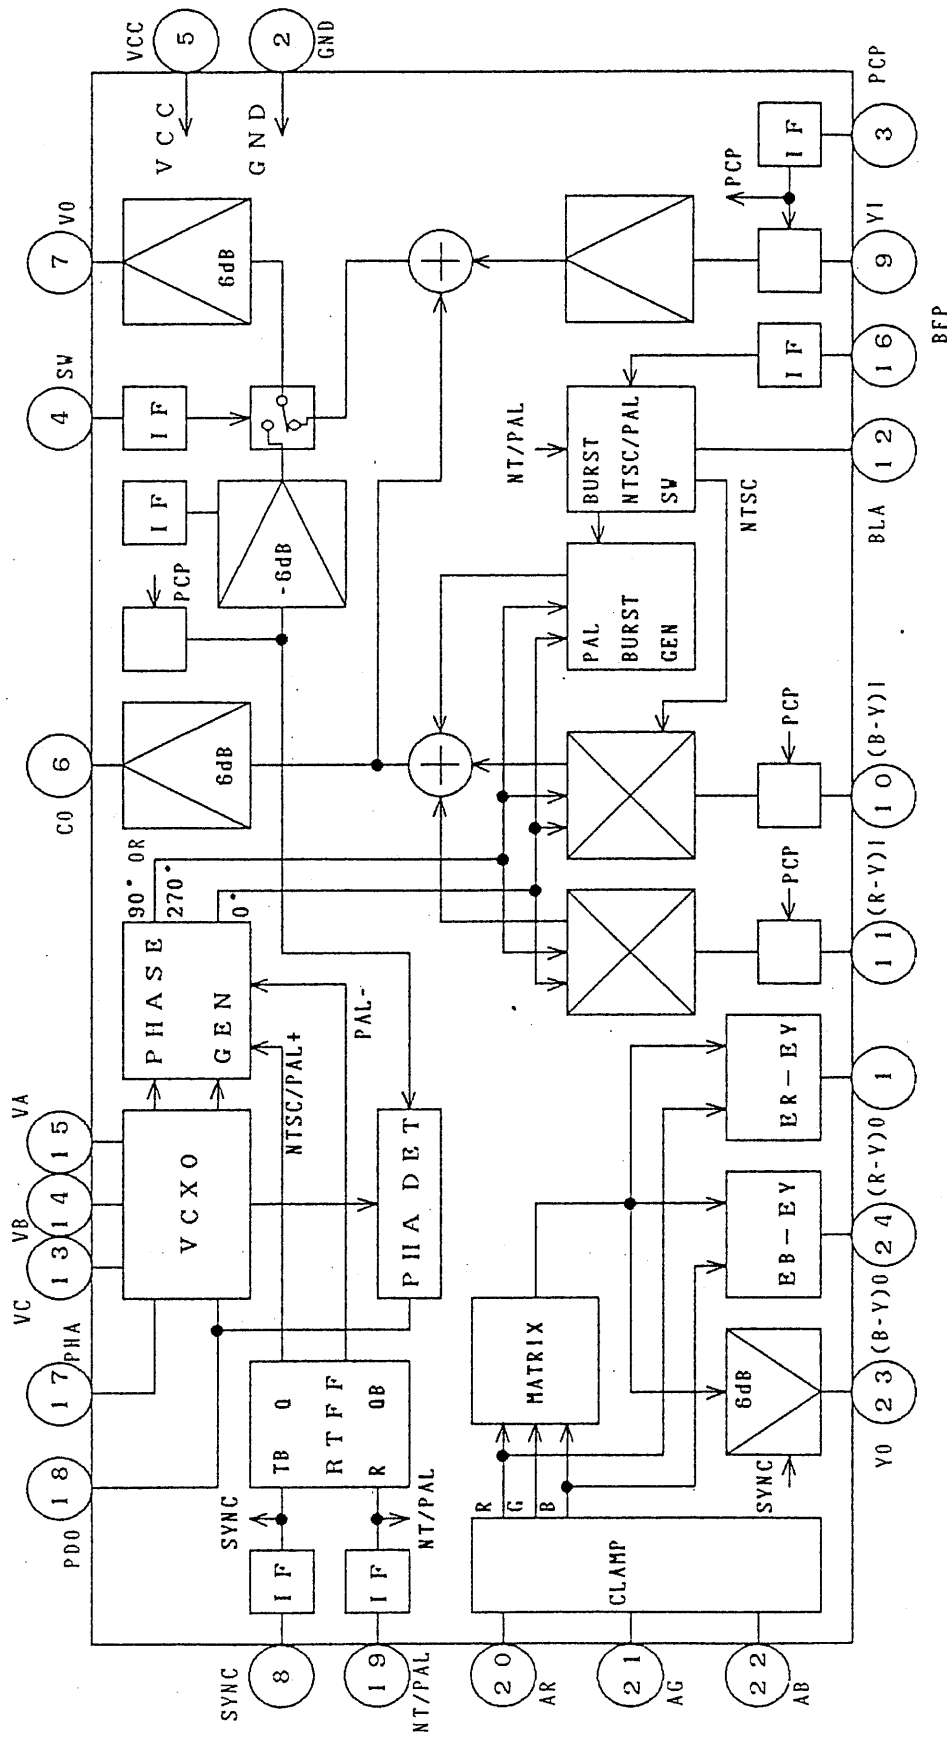 PDO
18
PHA
17
VC
13
VB
14
VA
15
CO
6
SW
4
VO
7
VCC
5
2
GND
VCC
GND
VCXO
PHASE
GEN
90° OR
270°
0°
6dB
PCP
IF
IF
6dB
-6dB
SYNC
8
IF
SYNC
TB Q
RTFF
R QB
NTSC/PAL+
PAL-
PHA DET
19
NT/PAL
IF
NT/PAL
20
AR
21
AG
22
AB
CLAMP
R
G
B
MATRIX
SYNC
6dB
EB-EY
ER-EY
PCP
PCP
PAL
BURST
GEN
NT/PAL
BURST
NTSC/PAL
SW
NTSC
IF
PCP
IF
YO
23
(B-Y)O
24
(R-Y)O
1
11
(R-Y)I
10
(B-Y)I
BLA
12
16
BFP
9
YI
3
PCP